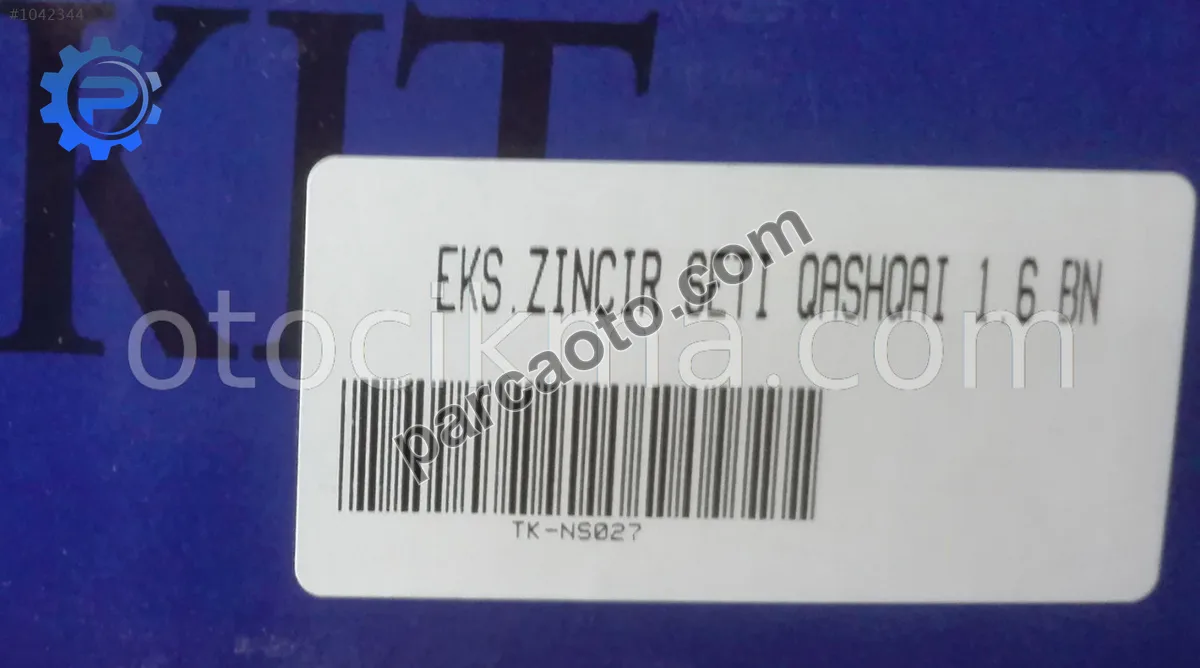 #1042344
KIT
EKS.ZINCIR SETI QASHQAI 1.6 BN
otocikma.com
parcaoto.com
TK-NS027